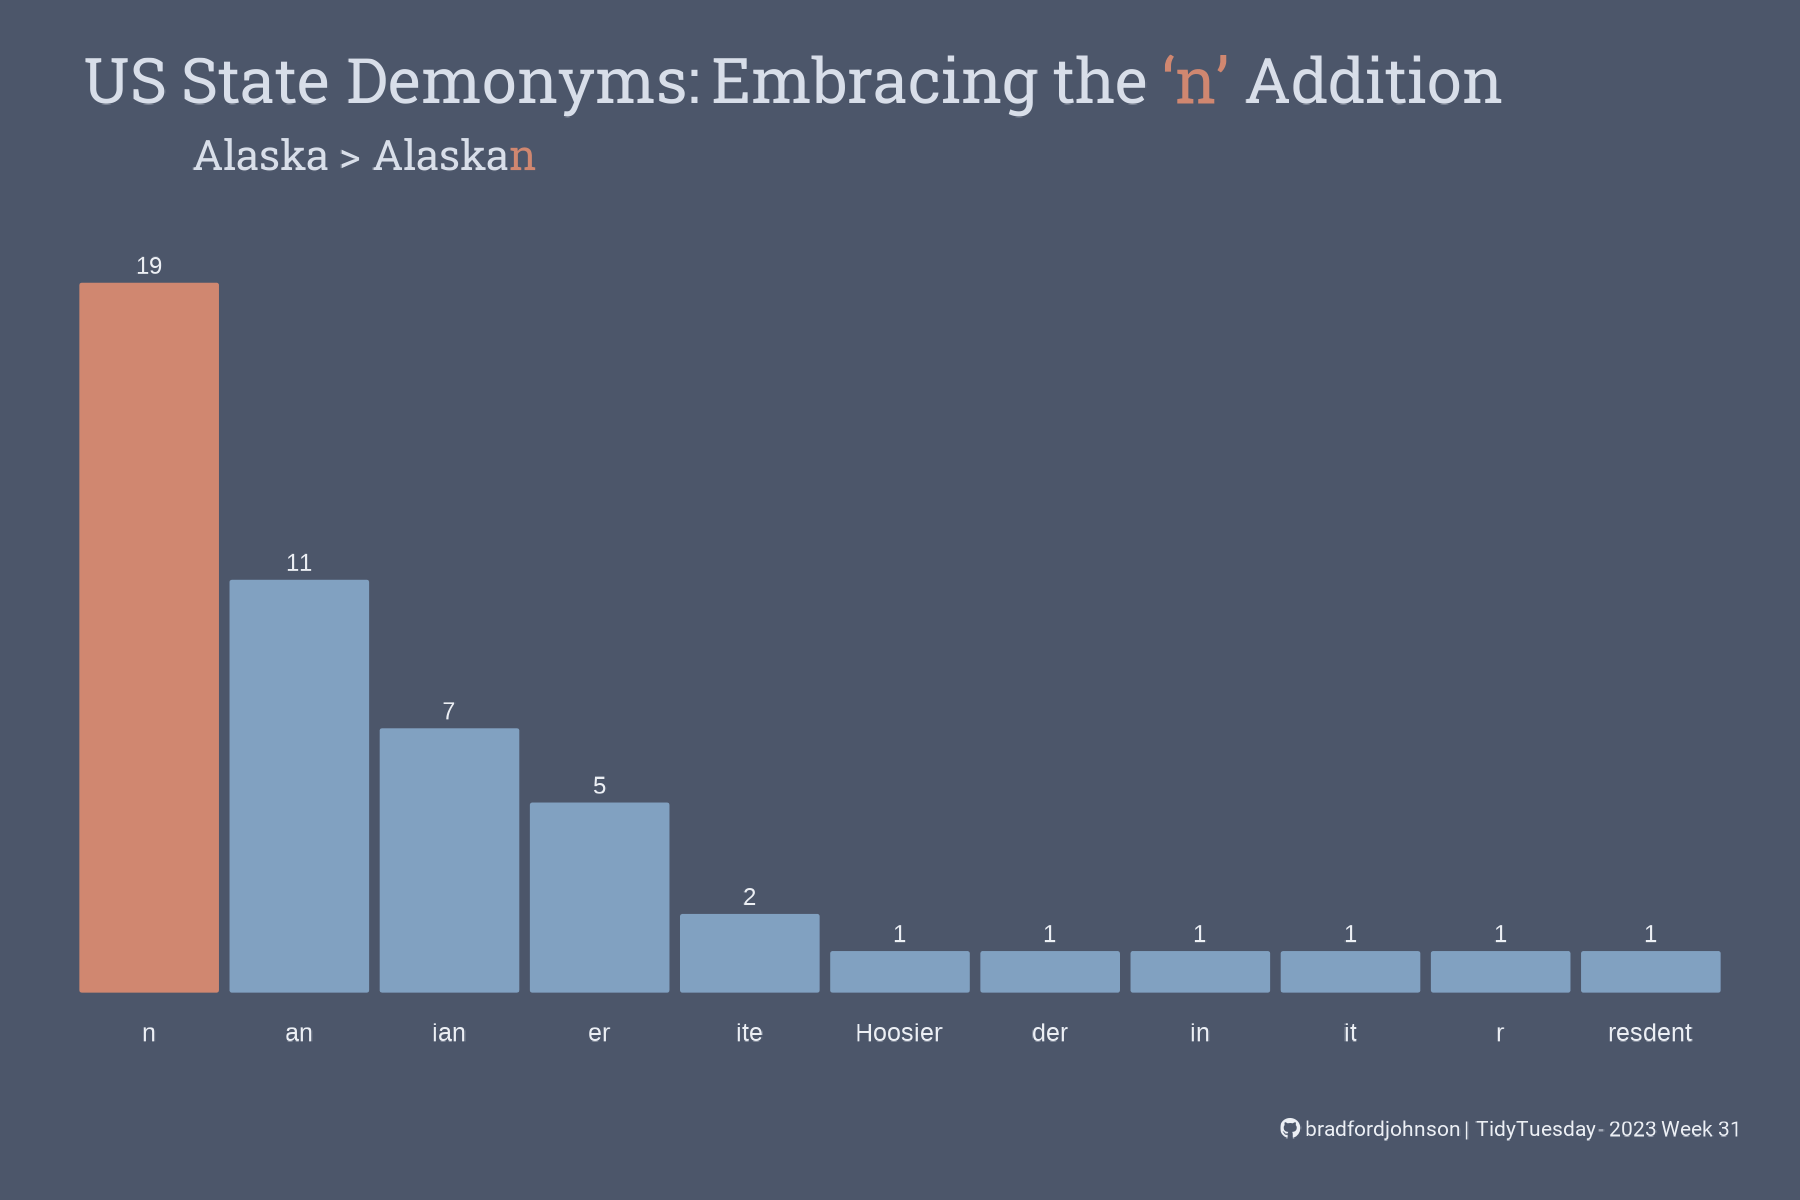 US State Demonyms: Embracing the ‘n’ Addition
Alaska > Alaskan
19
11
7
5
2
1
1
1
1
1
1
n
an
ian
er
ite
Hoosier
der
in
it
r
resdent
bradfordjohnson | TidyTuesday - 2023 Week 31